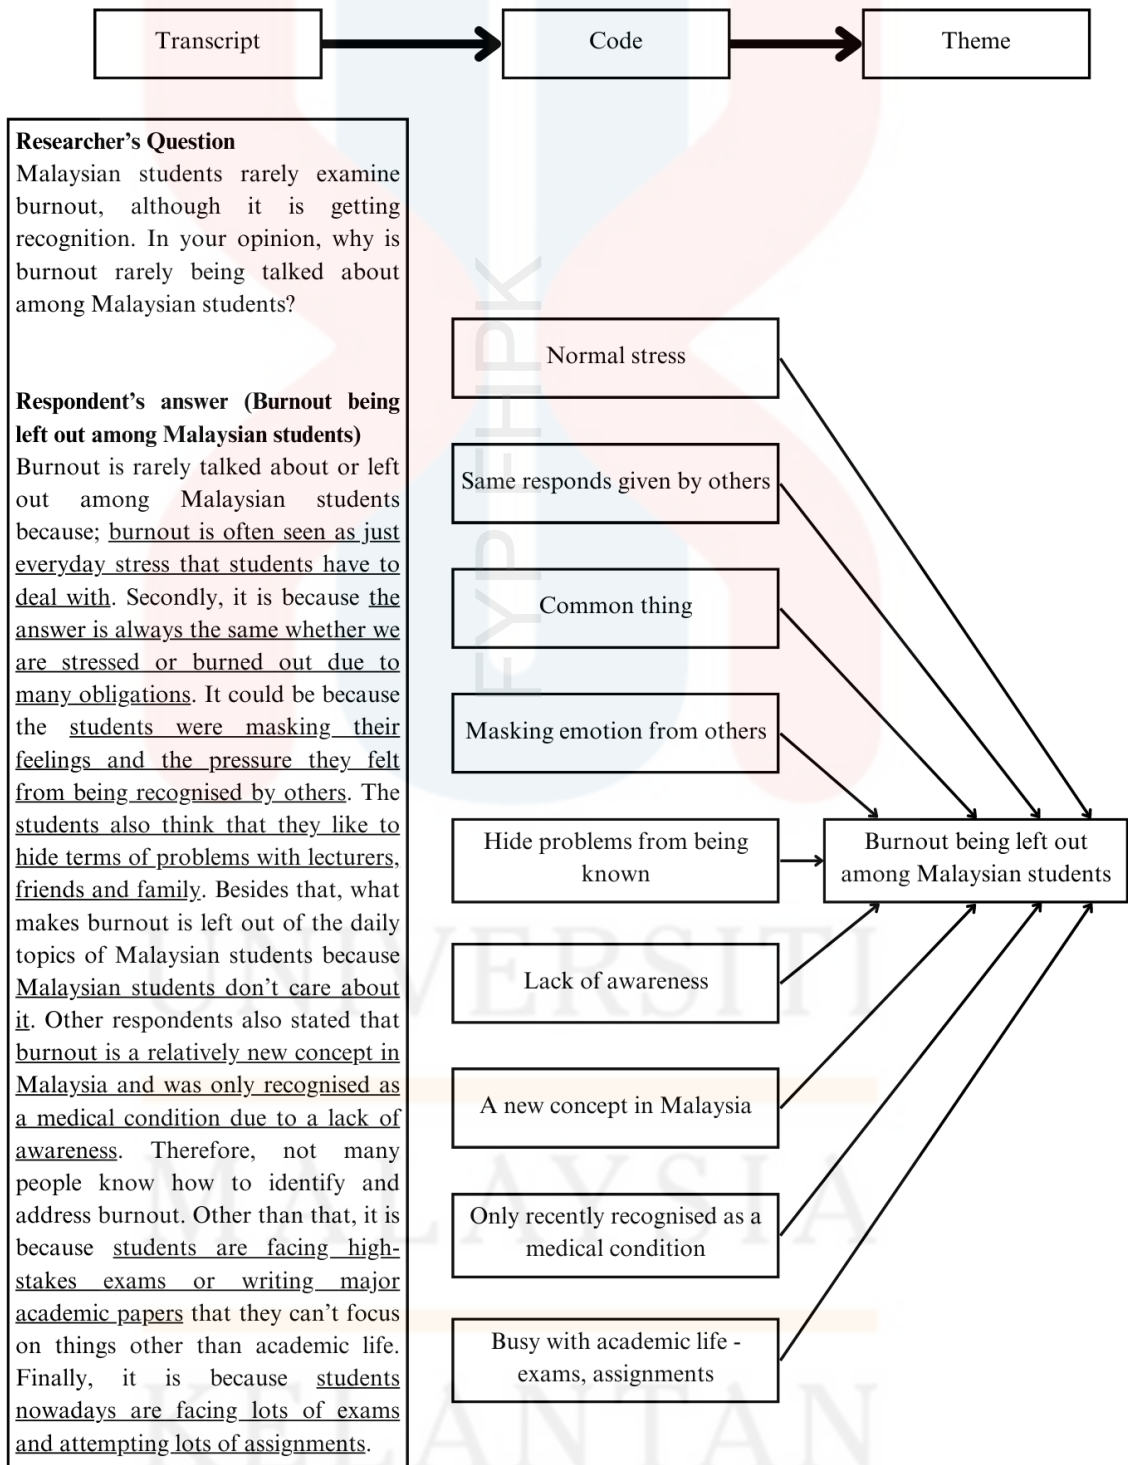 Transcript
Code
Theme
Researcher's Question
Malaysian students rarely examine
burnout, although it is getting
recognition. In your opinion, why is
burnout rarely being talked about
among Malaysian students?
Respondent's answer (Burnout being
left out among Malaysian students)
Burnout is rarely talked about or left
out among Malaysian students
because; burnout is often seen as just
everyday stress that students have to
deal with. Secondly, it is because the
answer is always the same whether we
are stressed or burned out due to
many obligations. It could be because
the students were masking their
feelings and the pressure they felt
from being recognised by others. The
students also think that they like to
hide terms of problems with lecturers,
friends and family. Besides that, what
makes burnout is left out of the daily
topics of Malaysian students because
Malaysian students don't care about
it. Other respondents also stated that
burnout is a relatively new concept in
Malaysia and was only recognised as
a medical condition due to a lack of
awareness. Therefore, not many
people know how to identify and
address burnout. Other than that, it is
because students are facing high-
stakes exams or writing major
academic papers that they can't focus
on things other than academic life.
Finally, it is because students
nowadays are facing lots of exams
and attempting lots of assignments.
Normal stress
Same responds given by others
Common thing
Masking emotion from others
Hide problems from being
known
Lack of awareness
A new concept in Malaysia
Only recently recognised as a
medical condition
Busy with academic life -
exams, assignments
Burnout being left out
among Malaysian students
FYP FHPK
UNIVERSITI
MALAYSIA
KELANTAN